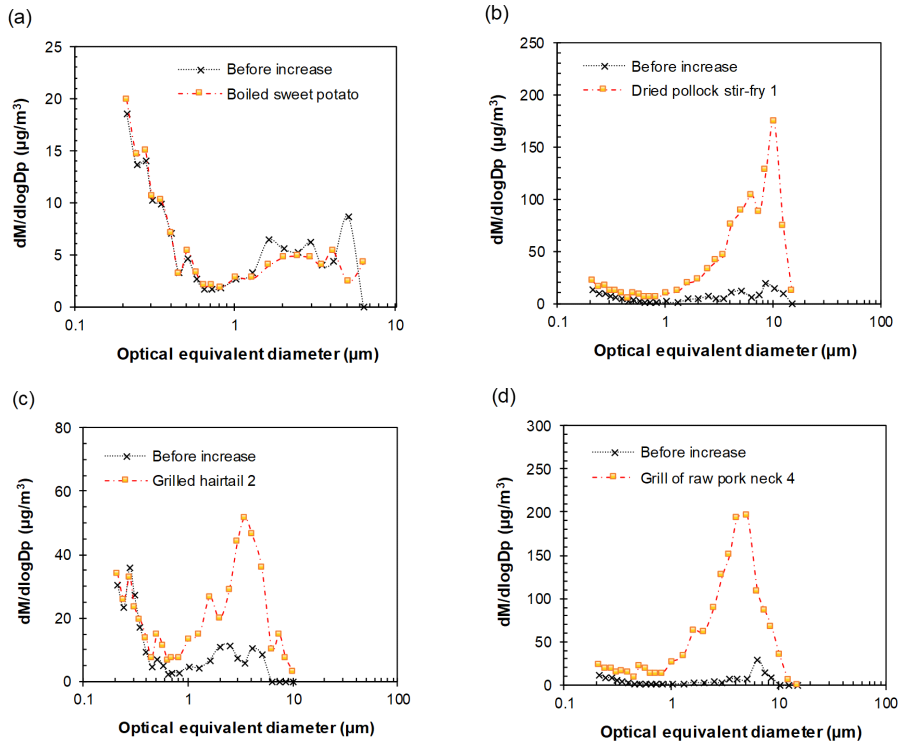 (a)
25
20
15
10
5
0
dM/dlogDp (µg/m³)
Before increase
Boiled sweet potato
0.1
1
10
Optical equivalent diameter (µm)
(b)
250
200
150
100
50
0
dM/dlogDp (µg/m³)
Before increase
Dried pollock stir-fry 1
0.1
1
10
100
Optical equivalent diameter (µm)
(c)
80
60
40
20
0
dM/dlogDp (µg/m³)
Before increase
Grilled hairtail 2
0.1
1
10
100
Optical equivalent diameter (µm)
(d)
300
250
200
150
100
50
0
dM/dlogDp (µg/m³)
Before increase
Grill of raw pork neck 4
0.1
1
10
100
Optical equivalent diameter (µm)